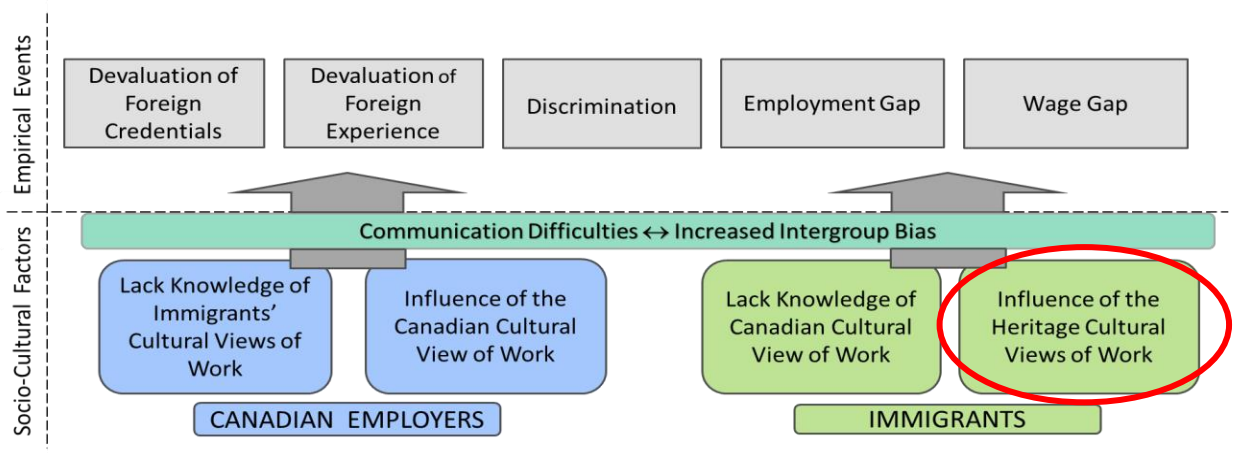 Empirical Events
Devaluation of
Foreign
Credentials
Devaluation of
Foreign
Experience
Discrimination
Employment Gap
Wage Gap
Socio-Cultural Factors
Communication Difficulties ↔ Increased Intergroup Bias
Lack Knowledge of
Immigrants’
Cultural Views of
Work
Influence of the
Canadian Cultural
View of Work
Lack Knowledge of
Canadian Cultural
View of Work
Influence of the
Heritage Cultural
Views of Work
CANADIAN EMPLOYERS
IMMIGRANTS